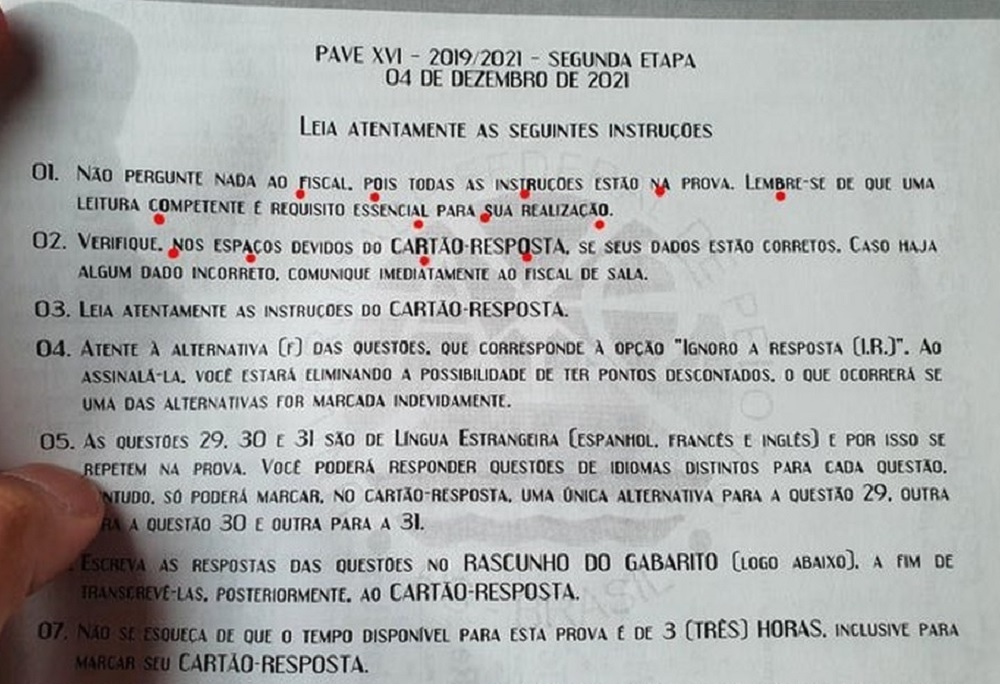 PAVE XVI - 2019/2021 - SEGUNDA ETAPA
04 DE DEZEMBRO DE 2021
LEIA ATENTAMENTE AS SEGUINTES INSTRUÇÕES
01. NÃO PERGUNTE NADA AO FISCAL, POIS TODAS AS INSTRUÇÕES ESTÃO NA PROVA. LEMBRE-SE DE QUE UMA
LEITURA COMPETENTE É REQUISITO ESSENCIAL PARA SUA REALIZAÇÃO.
02. VERIFIQUE, NOS ESPAÇOS DEVIDOS DO CARTÃO-RESPOSTA, SE SEUS DADOS ESTÃO CORRETOS. CASO HAJA
ALGUM DADO INCORRETO, COMUNIQUE IMEDIATAMENTE AO FISCAL DE SALA.
03. LEIA ATENTAMENTE AS INSTRUÇÕES DO CARTÃO-RESPOSTA.
04. ATENTE À ALTERNATIVA (F) DAS QUESTÕES, QUE CORRESPONDE À OPÇÃO "IGNORO A RESPOSTA (I.R.)". AO
ASSINALÁ-LA, VOCÊ ESTARÁ ELIMINANDO A POSSIBILIDADE DE TER PONTOS DESCONTADOS, O QUE OCORRERÁ SE
UMA DAS ALTERNATIVAS FOR MARCADA INDEVIDAMENTE.
05. AS QUESTÕES 29, 30 E 31 SÃO DE LÍNGUA ESTRANGEIRA (ESPANHOL, FRANCÊS E INGLÊS) E POR ISSO SE
REPETEM NA PROVA. VOCÊ PODERÁ RESPONDER QUESTÕES DE IDIOMAS DISTINTOS PARA CADA QUESTÃO,
NTUDO, SÓ PODERÁ MARCAR, NO CARTÃO-RESPOSTA, UMA ÚNICA ALTERNATIVA PARA A QUESTÃO 29, OUTRA
RA A QUESTÃO 30 E OUTRA PARA A 31.
ESCREVA AS RESPOSTAS DAS QUESTÕES NO RASCUNHO DO GABARITO (LOGO ABAIXO), A FIM DE
TRANSCREVÊ-LAS, POSTERIORMENTE, AO CARTÃO-RESPOSTA.
07. NÃO SE ESQUEÇA DE QUE O TEMPO DISPONÍVEL PARA ESTA PROVA É DE 3 (TRÊS) HORAS, INCLUSIVE PARA
MARCAR SEU CARTÃO-RESPOSTA.